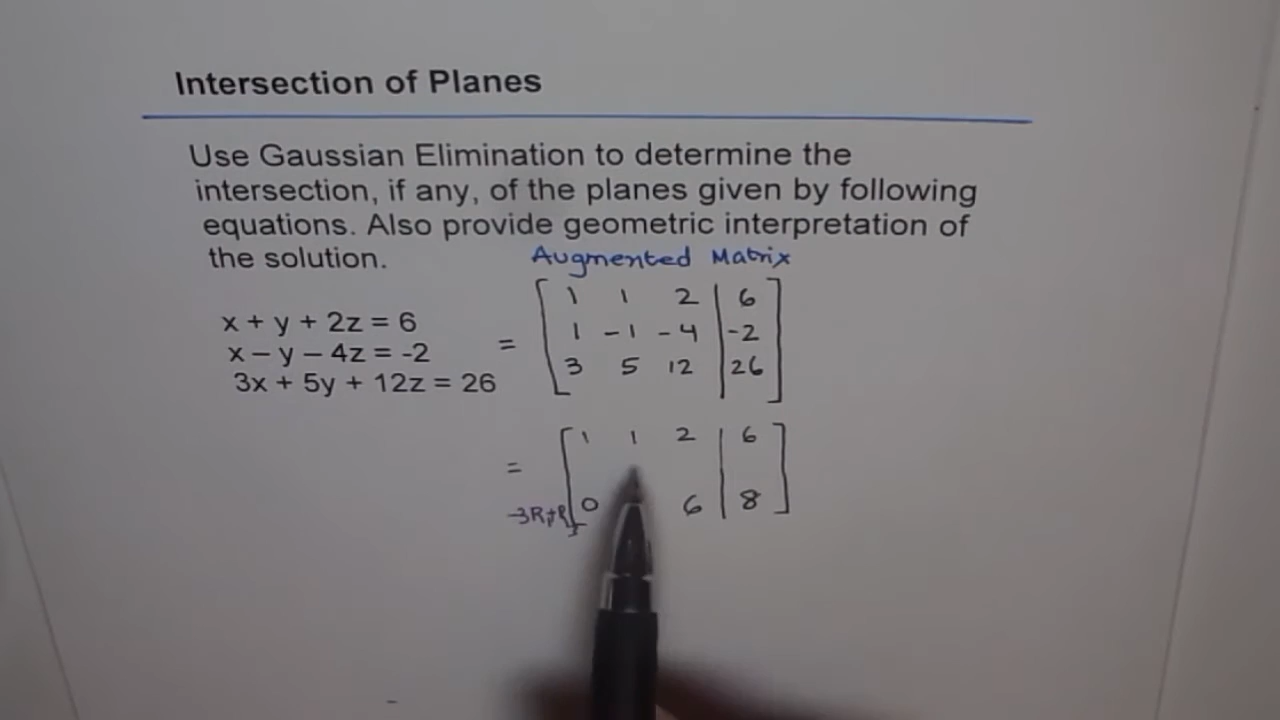 Intersection of Planes
Use Gaussian Elimination to determine the
intersection, if any, of the planes given by following
equations. Also provide geometric interpretation of
the solution. Augmented Matrix
x + y + 2z = 6
x – y – 4z = -2
3x + 5y + 12z = 26
= 1 1 2 | 6
1 -1 -4 | -2
3 5 12 | 26
= 1 1 2 | 6
-3R₁+R₃ 0 6 | 8